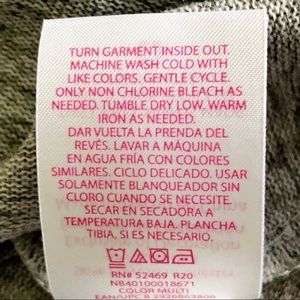 TURN GARMENT INSIDE OUT.
MACHINE WASH COLD WITH
LIKE COLORS. GENTLE CYCLE.
ONLY NON CHLORINE BLEACH AS
NEEDED. TUMBLE DRY LOW. WARM
IRON AS NEEDED.
DAR VUELTA LA PRENDA DEL
REVÉS. LAVAR A MÁQUINA
EN AGUA FRÍA CON COLORES
SIMILARES. CICLO DELICADO. USAR
SOLAMENTE BLANQUEADOR SIN
CLORO CUANDO SE NECESITE.
SECAR EN SECADORA A
TEMPERATURA BAJA. PLANCHA
TIBIA, SI ES NECESARIO.
RN# 52469 R20
NB40100018671
COLOR MULTI
EAN/UPC B